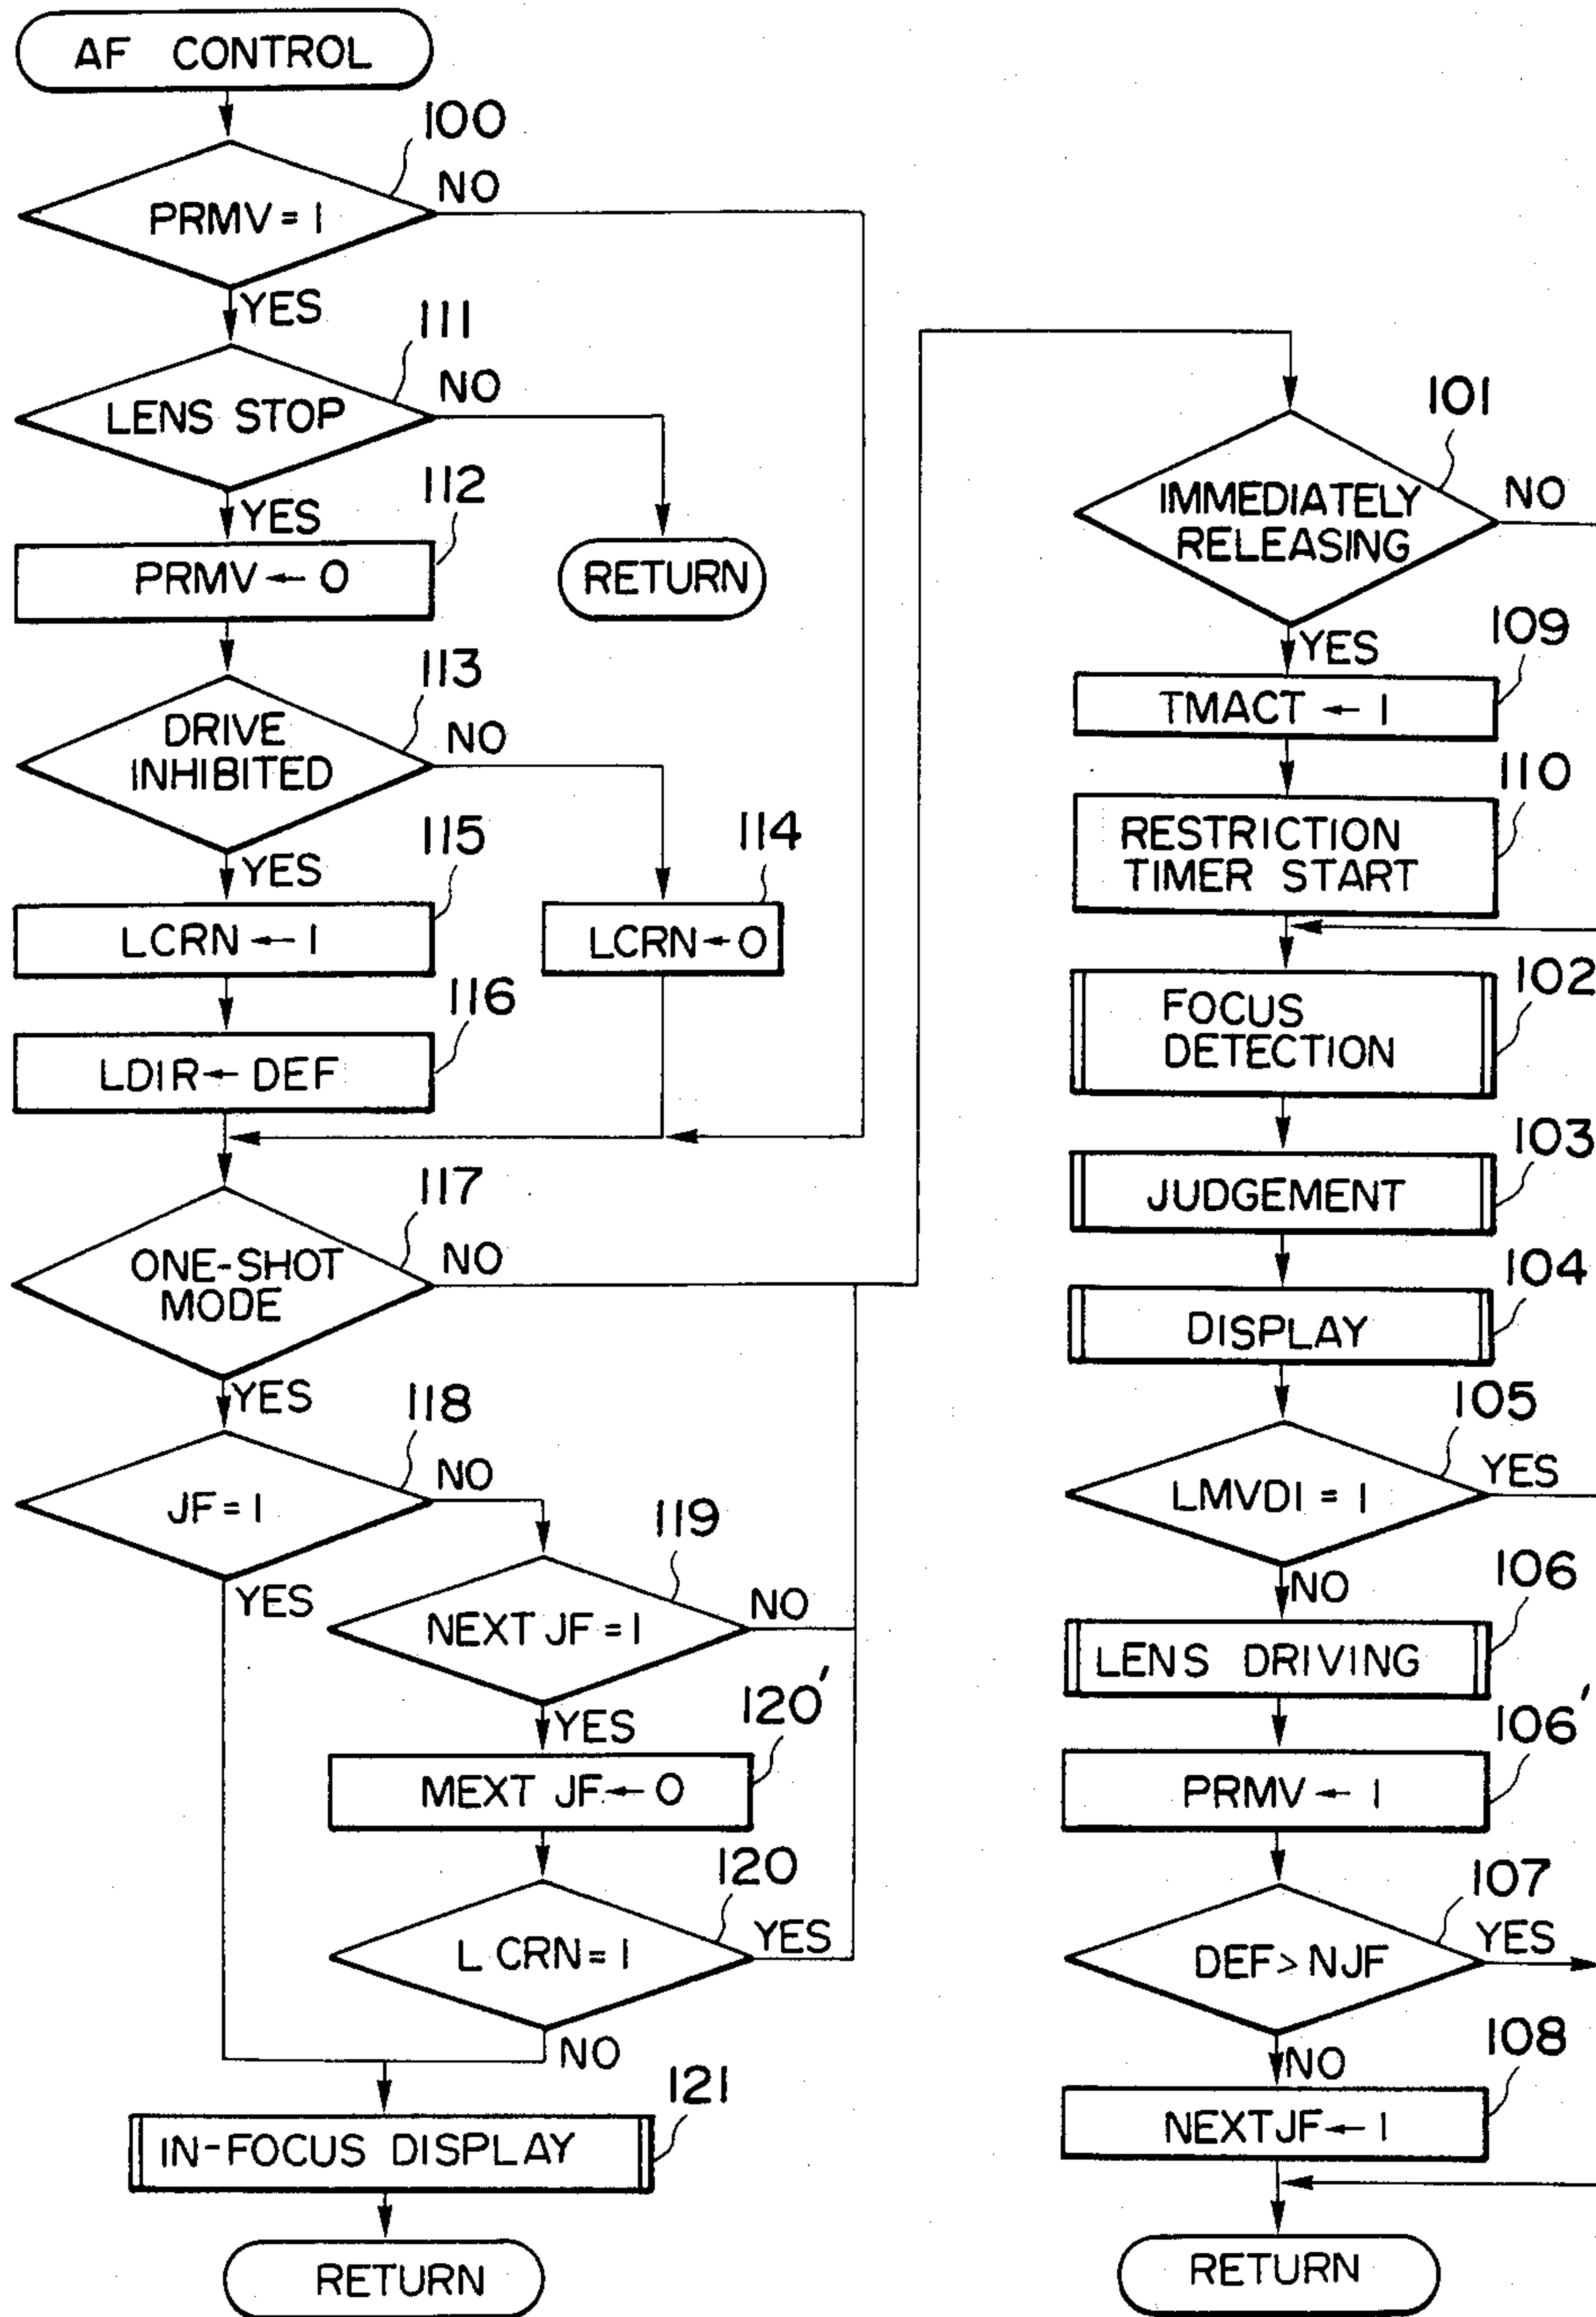 AF CONTROL
100
PRMV = 1
NO
YES
111
LENS STOP
NO
YES
RETURN
112
PRMV ← 0
113
DRIVE
INHIBITED
NO
YES
114
LCRN ← 0
115
LCRN ← 1
116
LDIR ← DEF
117
ONE-SHOT
MODE
NO
YES
118
JF = 1
NO
YES
119
NEXT JF = 1
NO
YES
120'
MEXT JF ← 0
120
L CRN = 1
YES
NO
121
IN-FOCUS DISPLAY
RETURN
101
IMMEDIATELY
RELEASING
NO
YES
109
TMACT ← 1
110
RESTRICTION
TIMER START
102
FOCUS
DETECTION
103
JUDGEMENT
104
DISPLAY
105
LMVDI = 1
YES
NO
106
LENS DRIVING
106'
PRMV ← 1
107
DEF > NJF
YES
NO
108
NEXTJF ← 1
RETURN